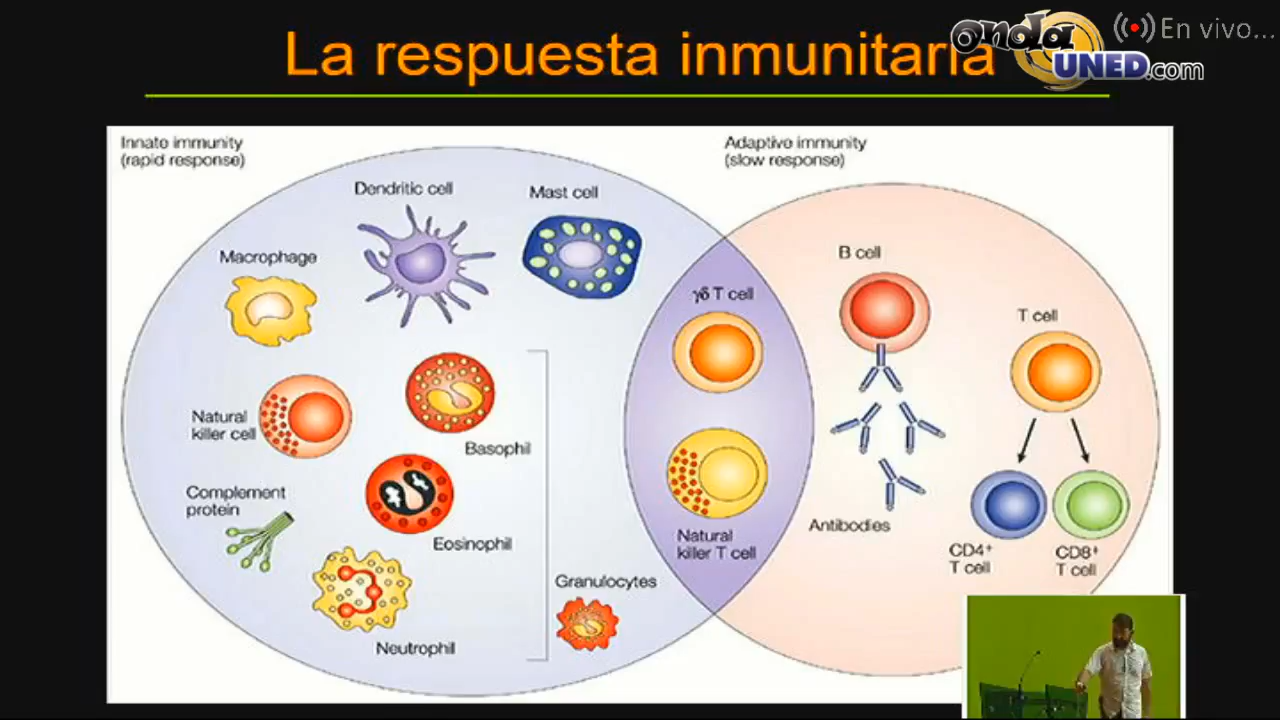 La respuesta inmunitaria
onda
UNED.com
En vivo...
Innate immunity
(rapid response)
Adaptive immunity
(slow response)
Dendritic cell
Mast cell
Macrophage
B cell
γδ T cell
T cell
Natural
killer cell
Basophil
Complement
protein
Eosinophil
Antibodies
Natural
killer T cell
CD4+
T cell
CD8+
T cell
Granulocytes
Neutrophil